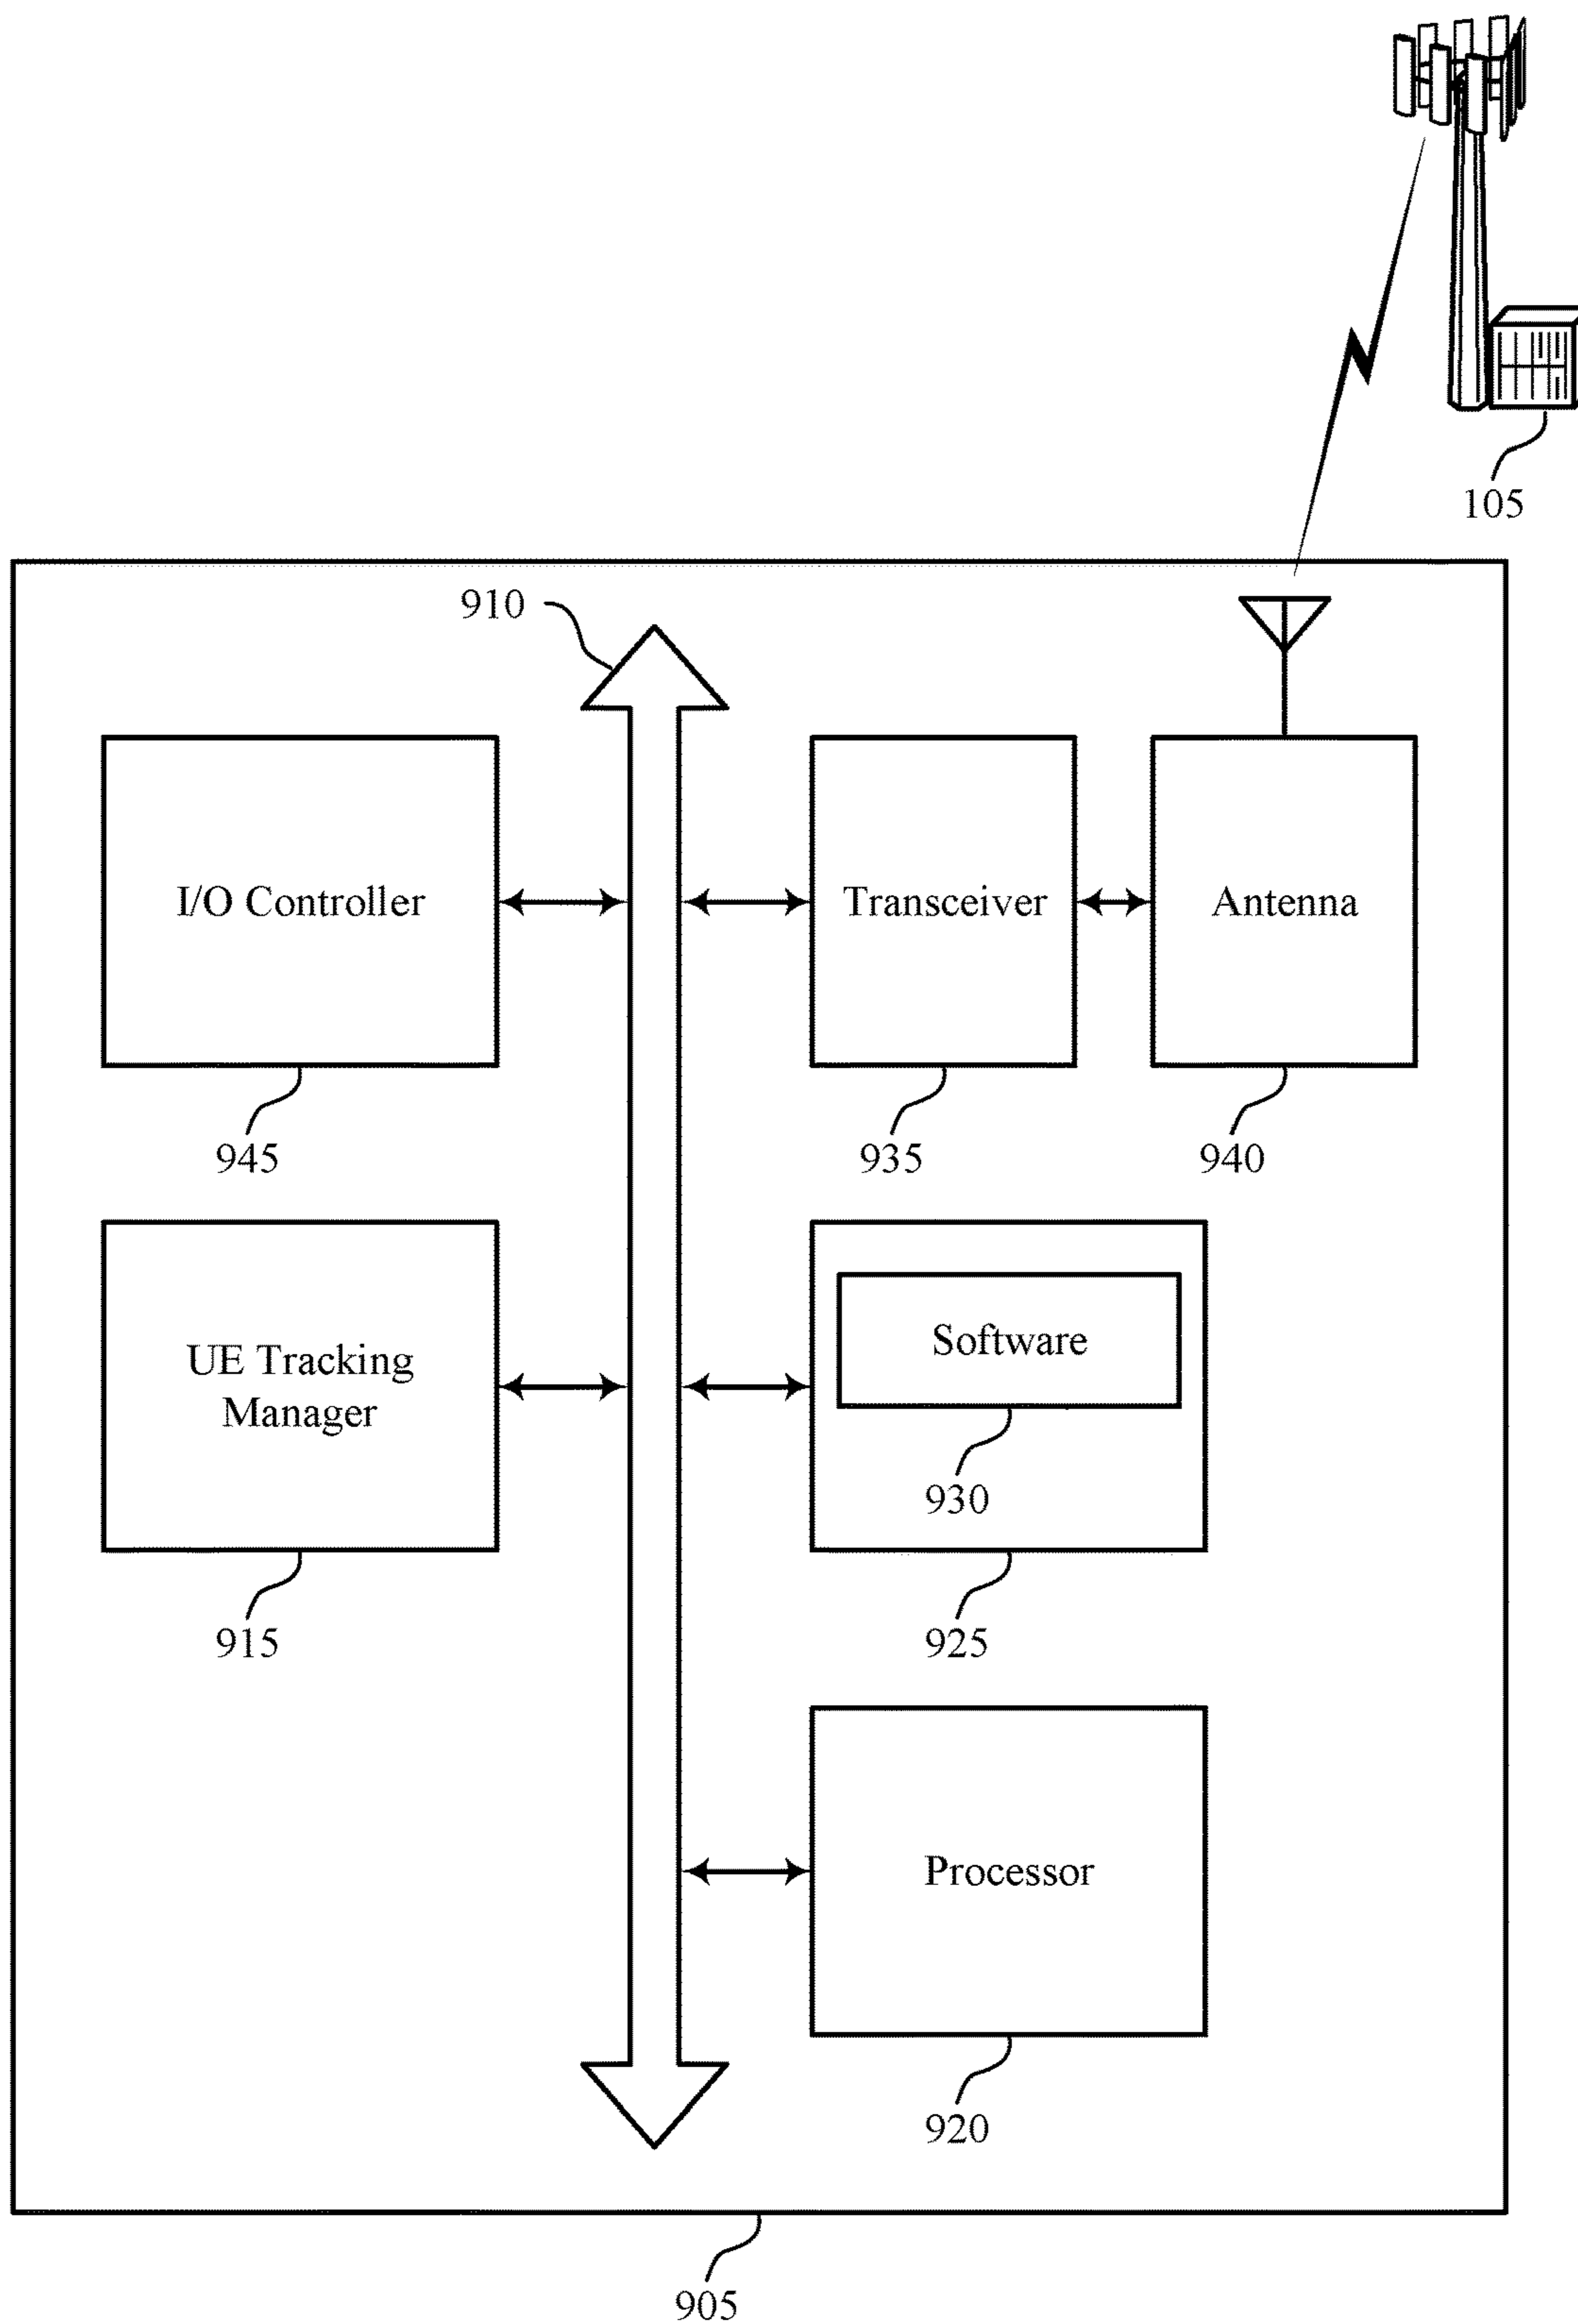 105
910
I/O Controller
Transceiver
Antenna
945
935
940
UE Tracking
Manager
Software
930
915
925
Processor
920
905